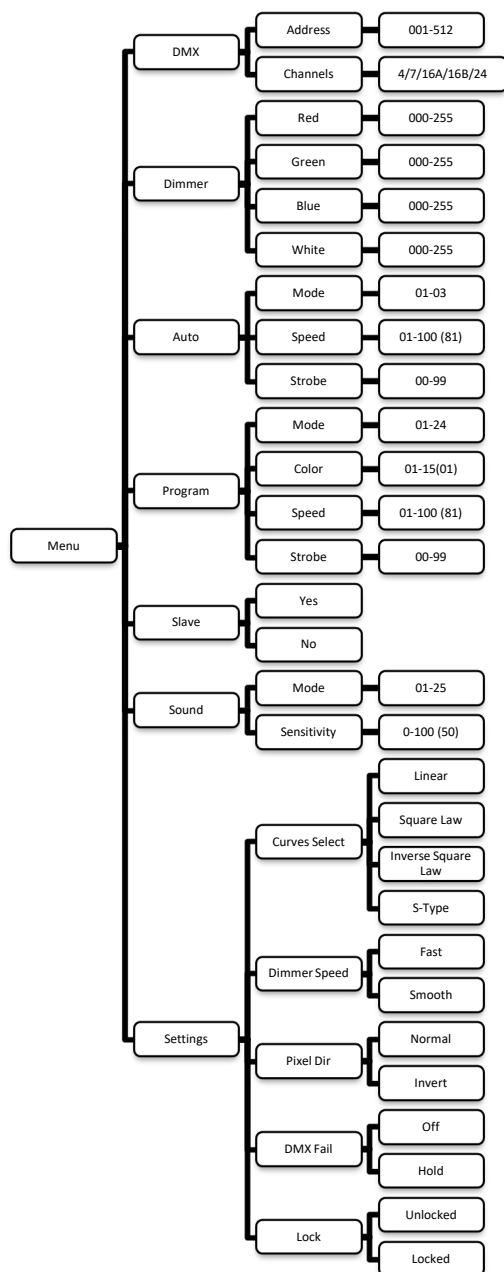 Menu
DMX
Address
001-512
Channels
4/7/16A/16B/24
Dimmer
Red
000-255
Green
000-255
Blue
000-255
White
000-255
Auto
Mode
01-03
Speed
01-100 (81)
Strobe
00-99
Program
Mode
01-24
Color
01-15(01)
Speed
01-100 (81)
Strobe
00-99
Slave
Yes
No
Sound
Mode
01-25
Sensitivity
0-100 (50)
Settings
Curves Select
Linear
Square Law
Inverse Square
Law
S-Type
Dimmer Speed
Fast
Smooth
Pixel Dir
Normal
Invert
DMX Fail
Off
Hold
Lock
Unlocked
Locked